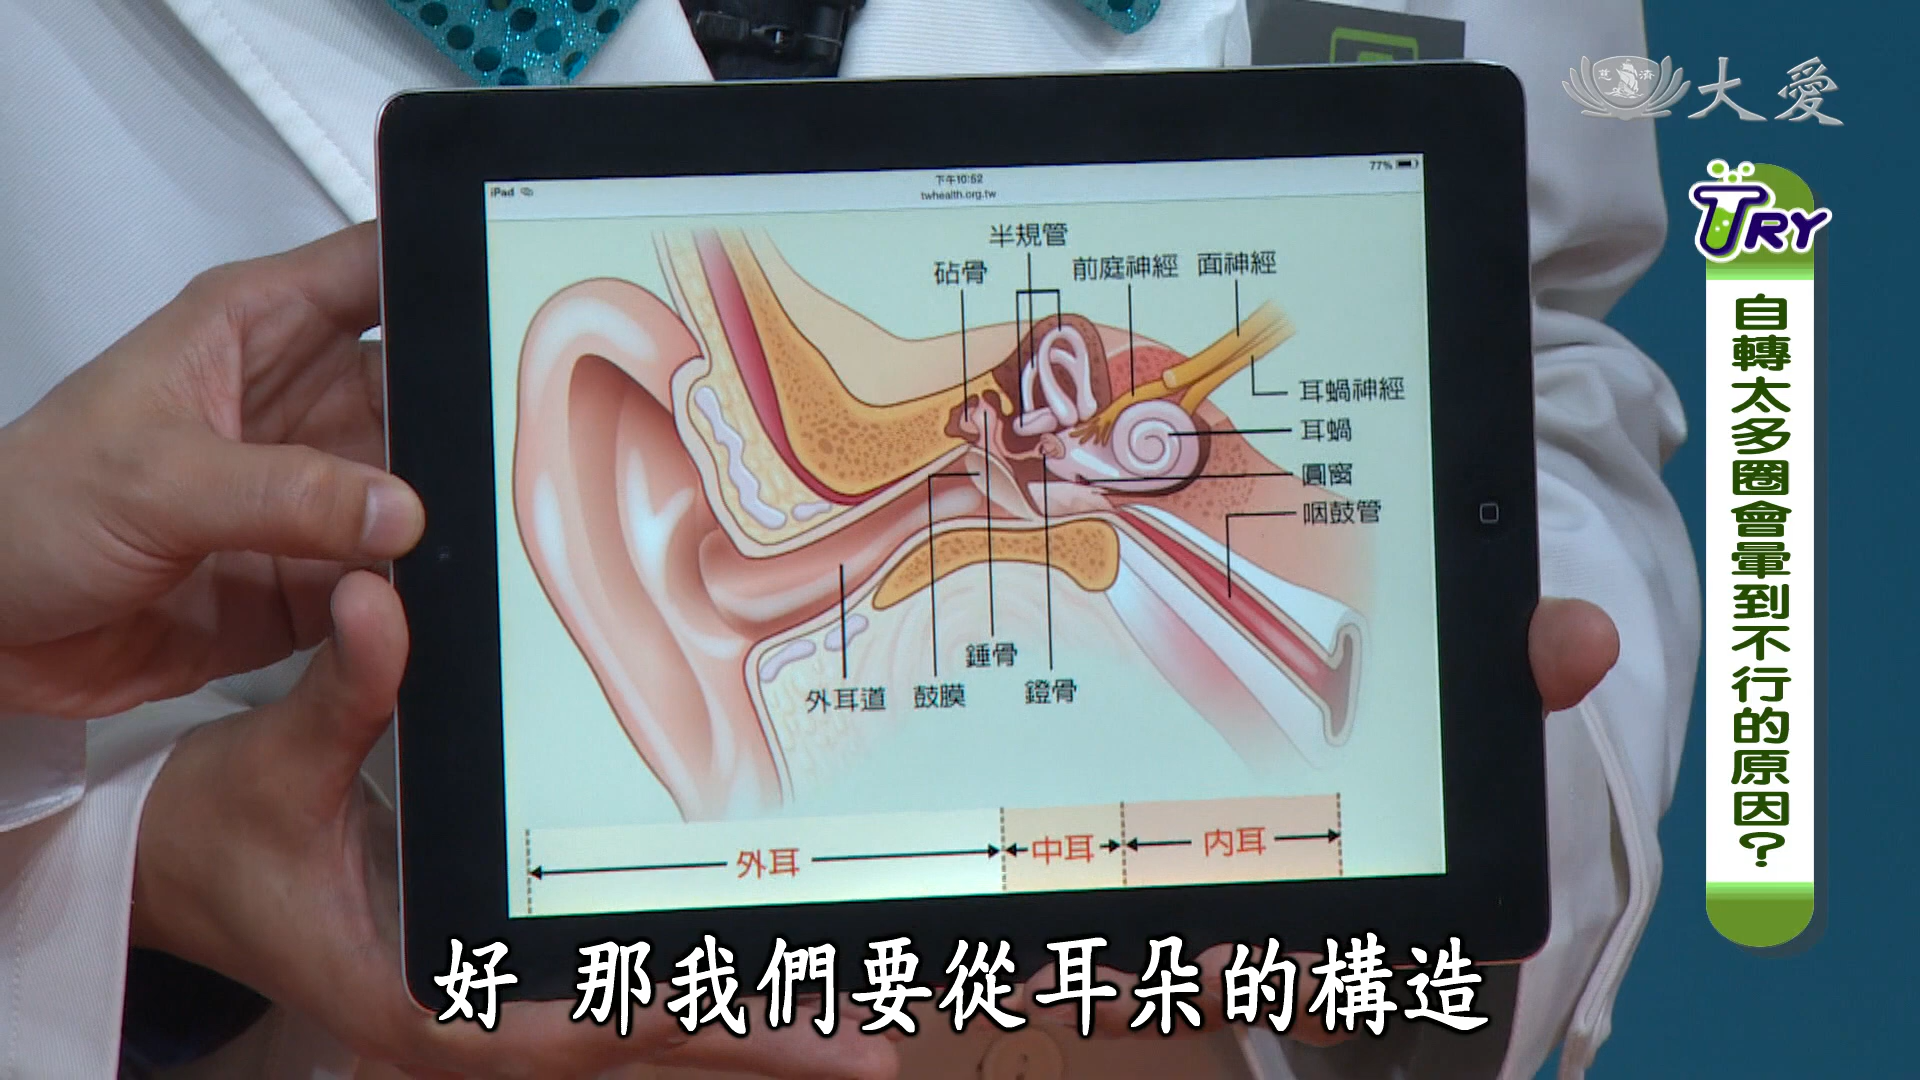 慈濟
大愛
TRY
自轉太多圈會暈到不行的原因?
iPad
下午10:52
77%
twhealth.org.tw
半規管
砧骨
前庭神經
面神經
耳蝸神經
耳蝸
圓窗
咽鼓管
錘骨
鐙骨
外耳道
鼓膜
外耳
中耳
內耳
好 那我們要從耳朵的構造